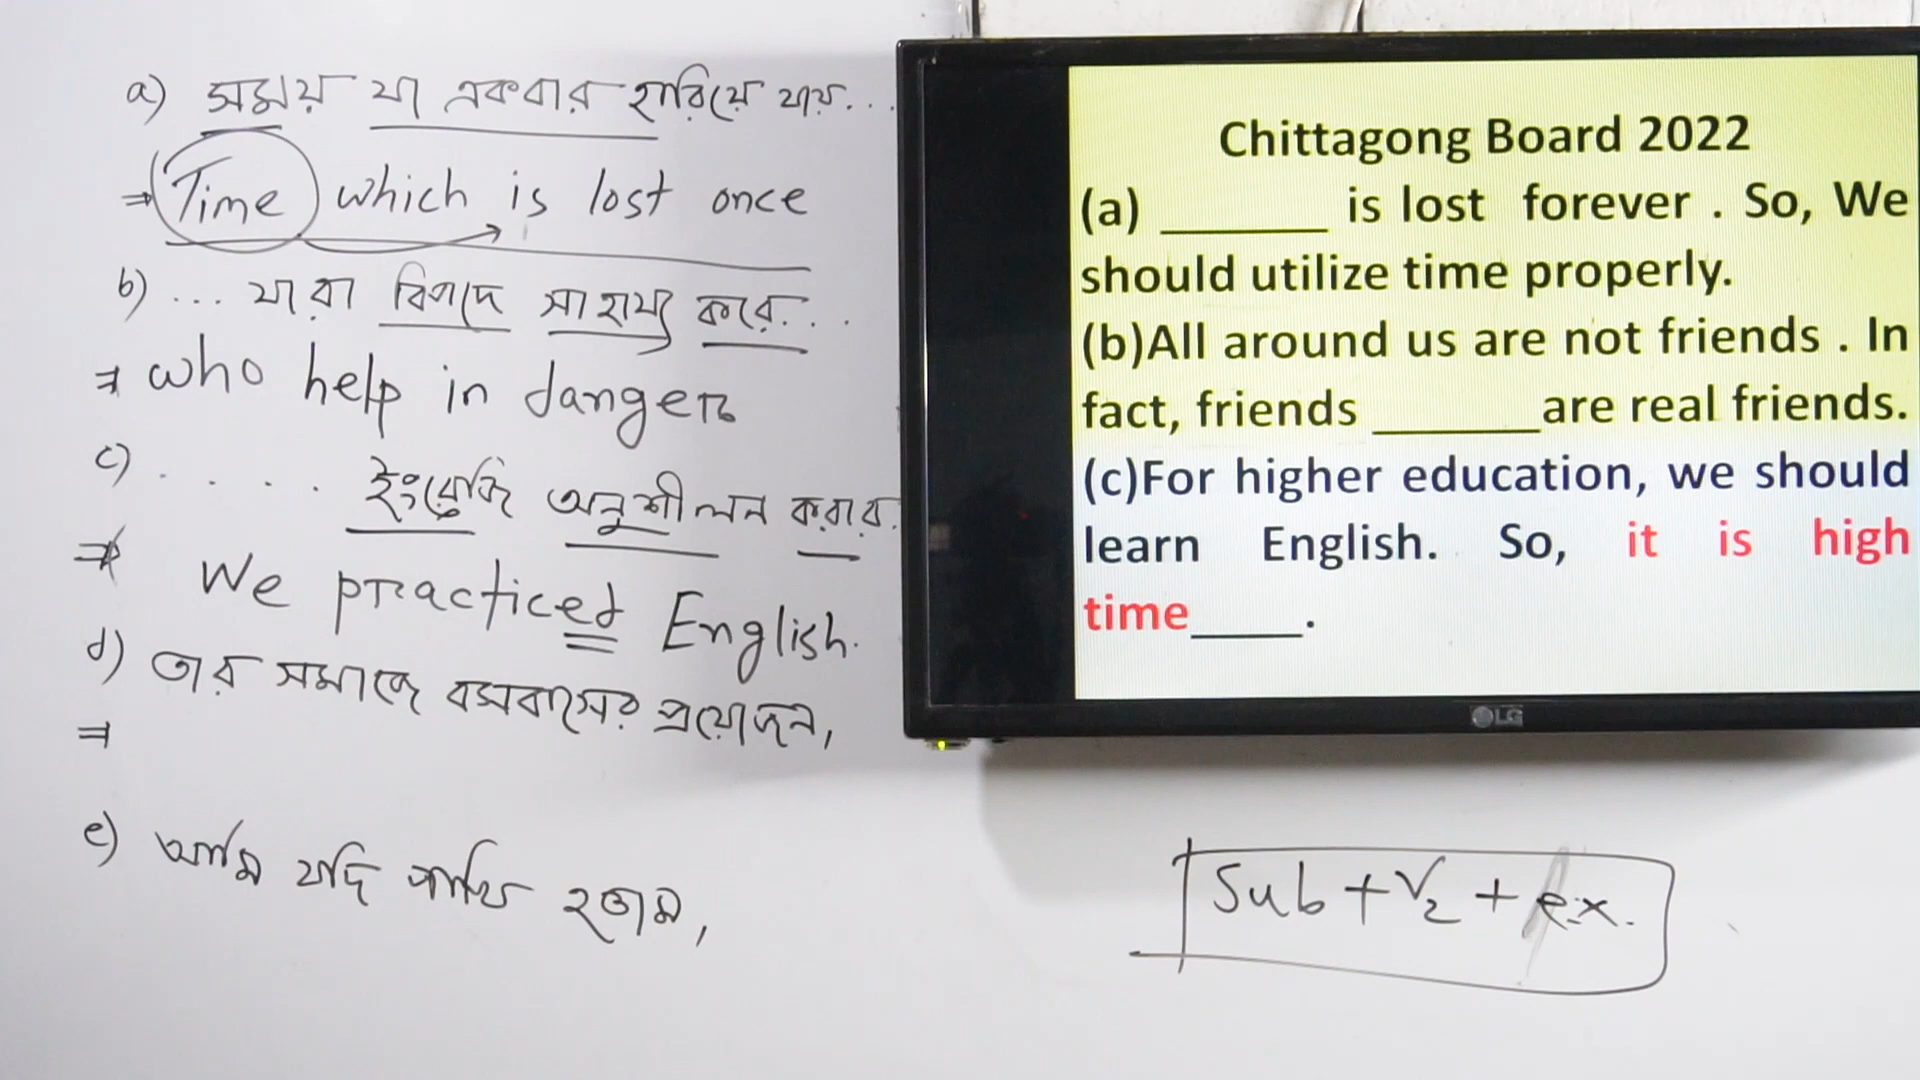 a) সময় যা একবার হারিয়ে যায়...
⇒ Time which is lost once
b) ... যারা বিপদে সাহায্য করে...
⇒ who help in danger
c) ..... ইংরেজি অনুশীলন করার.
⇒ We practiced English.
d) তার সমাজে বসবাসের প্রয়োজন,
⇒
e) আমি যদি পাখি হতাম,
Chittagong Board 2022
(a) _______ is lost forever . So, We
should utilize time properly.
(b)All around us are not friends . In
fact, friends _______are real friends.
(c)For higher education, we should
learn English. So, it is high
time_____.
LG
Sub + V2 + ex.